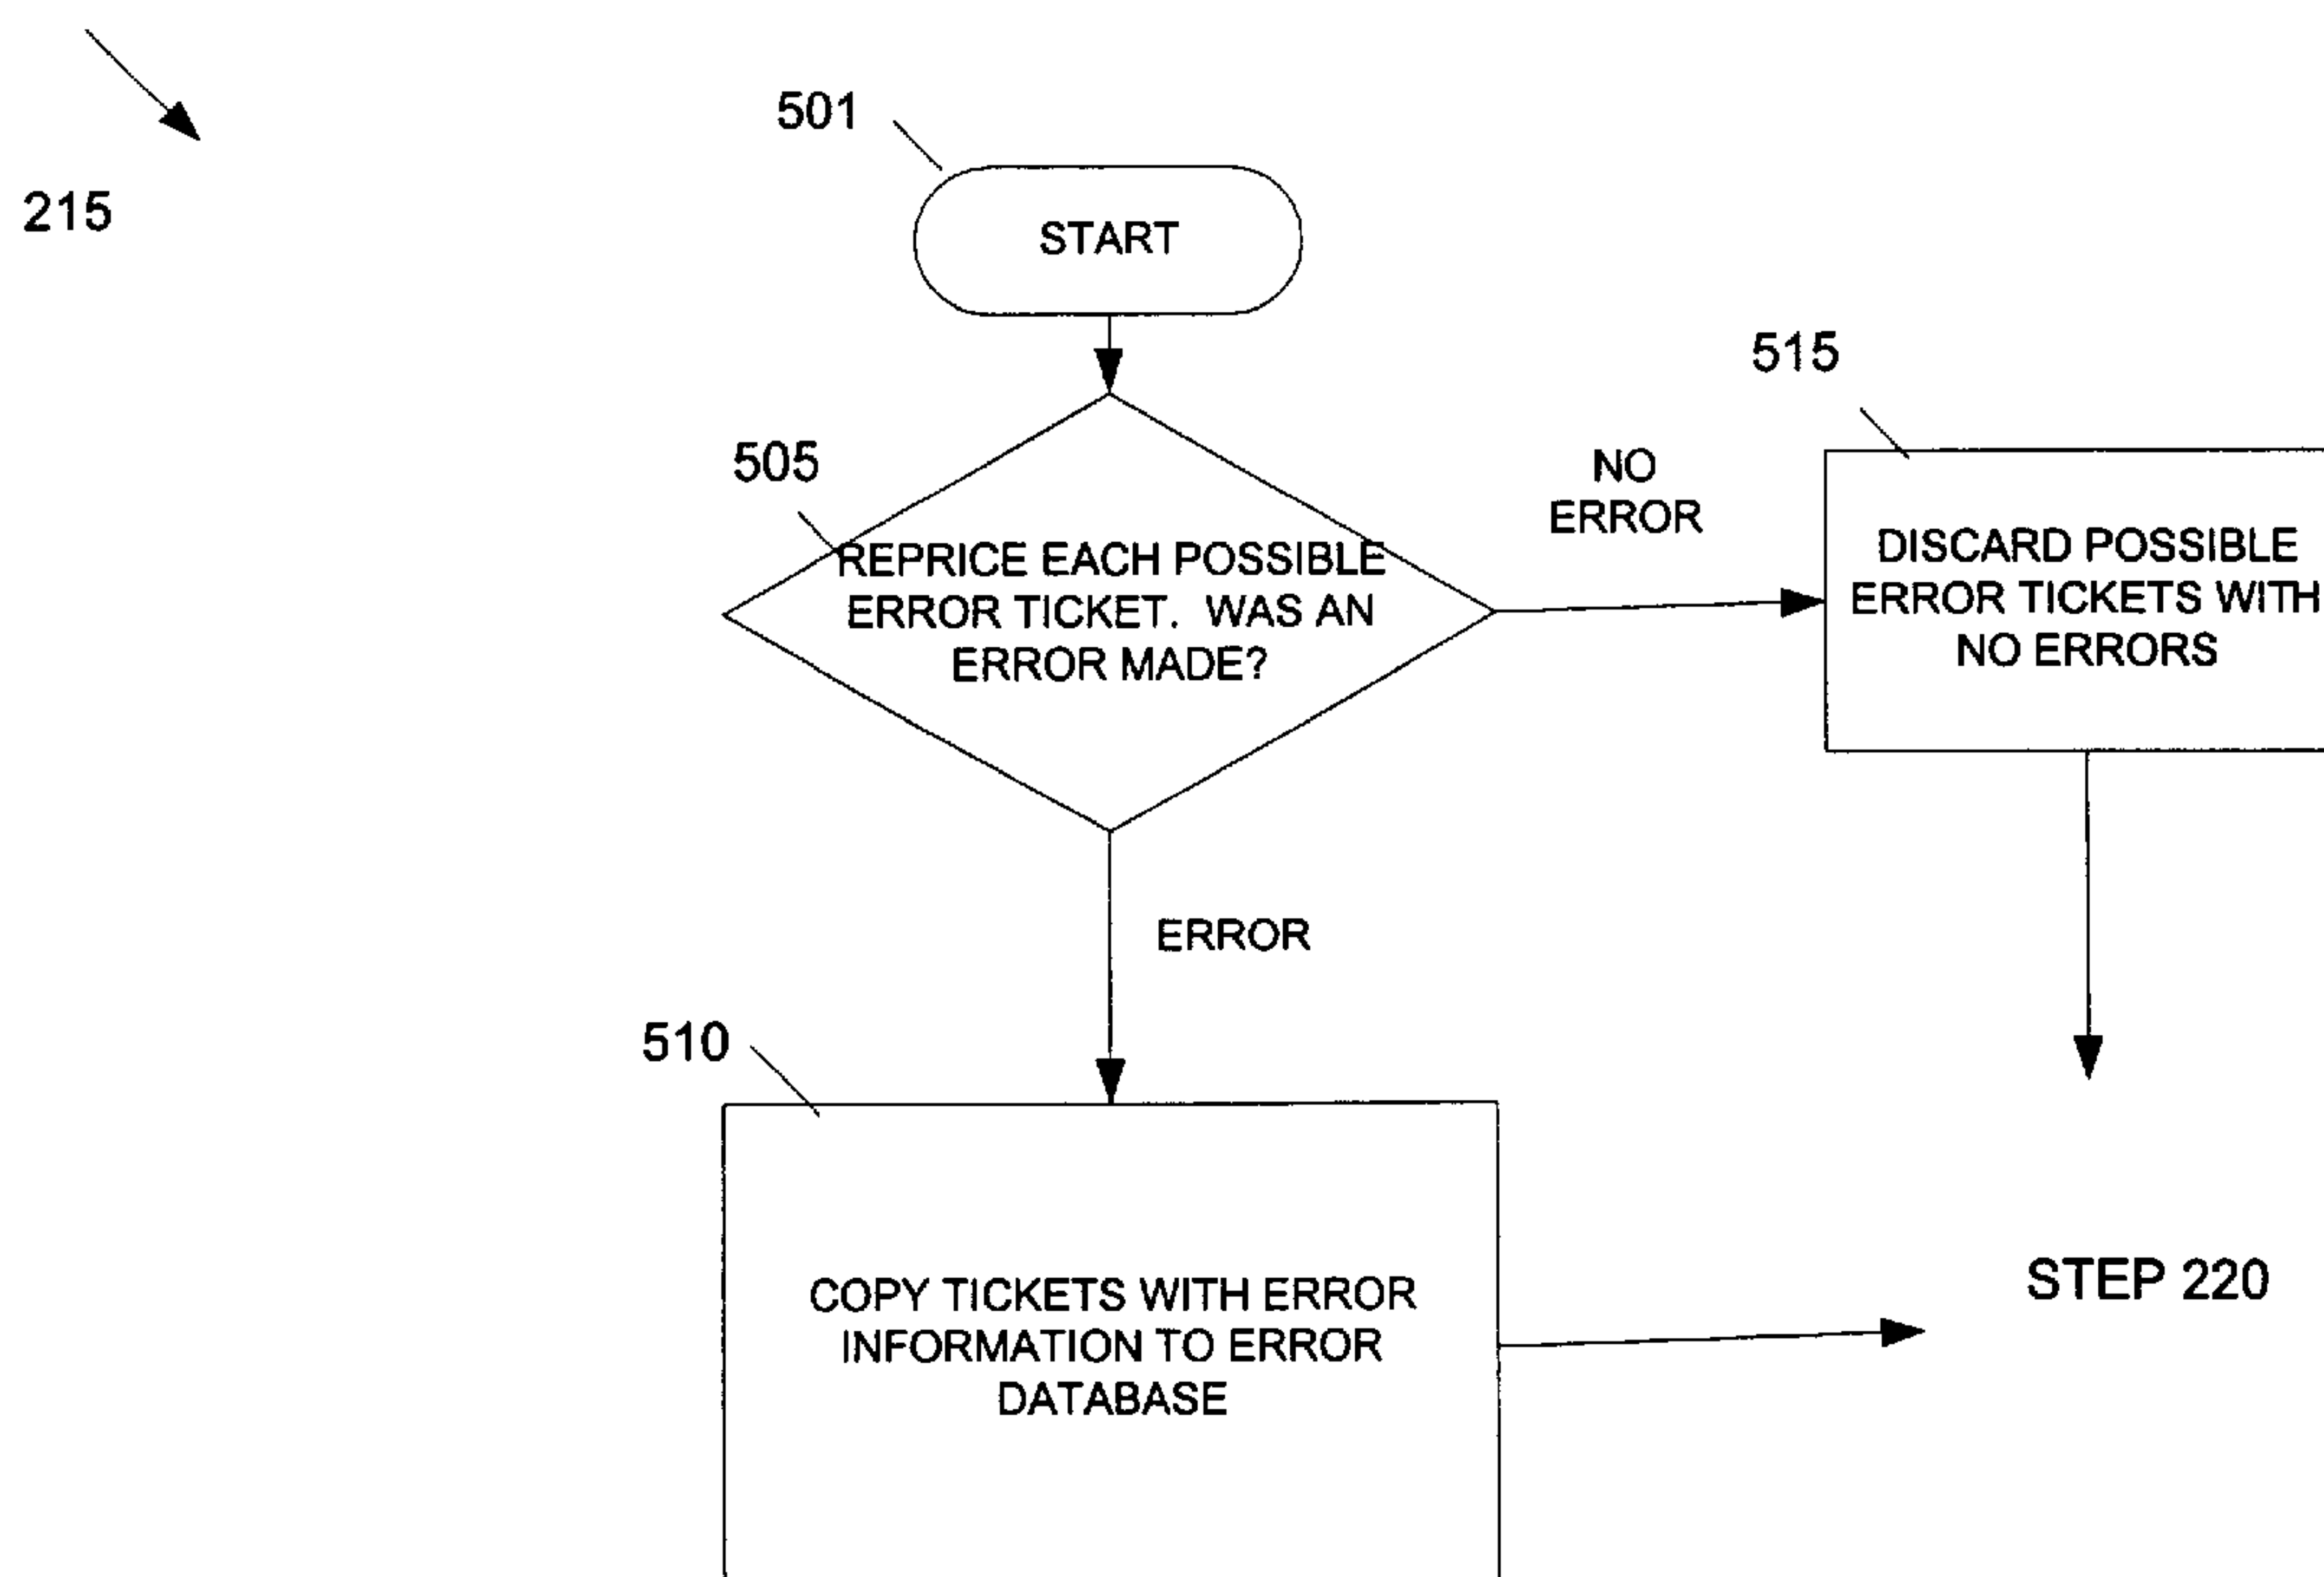 215
501
START
505
REPRICE EACH POSSIBLE
ERROR TICKET.  WAS AN
ERROR MADE?
NO
ERROR
515
DISCARD POSSIBLE
ERROR TICKETS WITH
NO ERRORS
ERROR
510
COPY TICKETS WITH ERROR
INFORMATION TO ERROR
DATABASE
STEP 220